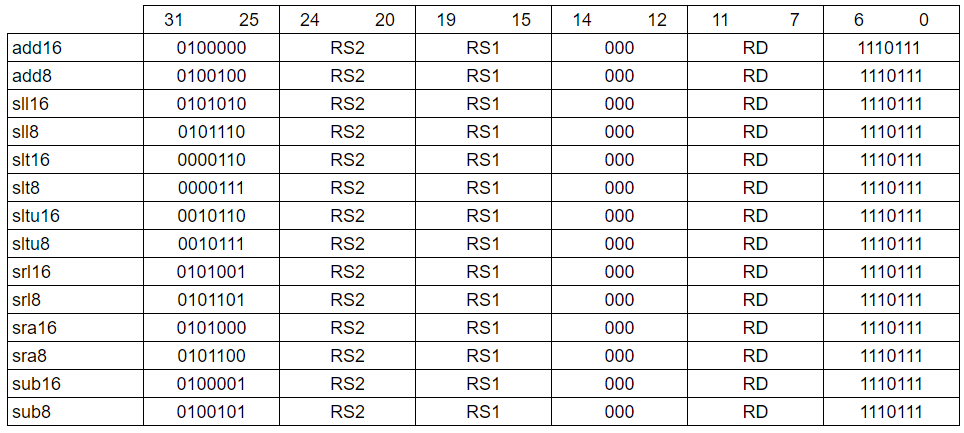 31 25 24 20 19 15 14 12 11 7 6 0
add16 0100000 RS2 RS1 000 RD 1110111
add8 0100100 RS2 RS1 000 RD 1110111
sll16 0101010 RS2 RS1 000 RD 1110111
sll8 0101110 RS2 RS1 000 RD 1110111
slt16 0000110 RS2 RS1 000 RD 1110111
slt8 0000111 RS2 RS1 000 RD 1110111
sltu16 0010110 RS2 RS1 000 RD 1110111
sltu8 0010111 RS2 RS1 000 RD 1110111
srl16 0101001 RS2 RS1 000 RD 1110111
srl8 0101101 RS2 RS1 000 RD 1110111
sra16 0101000 RS2 RS1 000 RD 1110111
sra8 0101100 RS2 RS1 000 RD 1110111
sub16 0100001 RS2 RS1 000 RD 1110111
sub8 0100101 RS2 RS1 000 RD 1110111